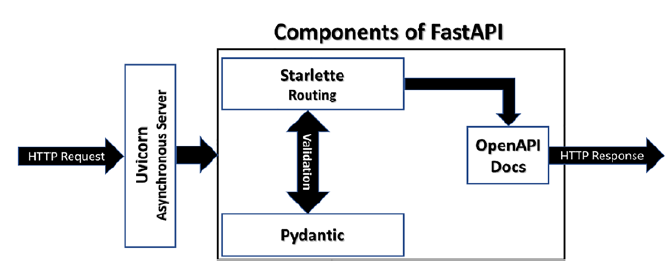 Components of FastAPI
HTTP Request
Uvicorn
Asynchronous Server
Starlette
Routing
Validation
Pydantic
OpenAPI
Docs
HTTP Response